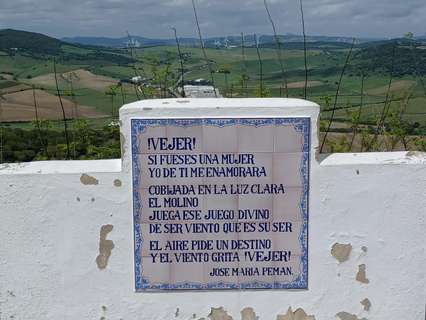 ¡VEJER!
SI FUESES UNA MUJER
YO DE TI ME ENAMORARA
COBIJADA EN LA LUZ CLARA
EL MOLINO
JUEGA ESE JUEGO DIVINO
DE SER VIENTO QUE ES SU SER
EL AIRE PIDE UN DESTINO
Y EL VIENTO GRITA ¡VEJER!
JOSE MARIA PEMAN.